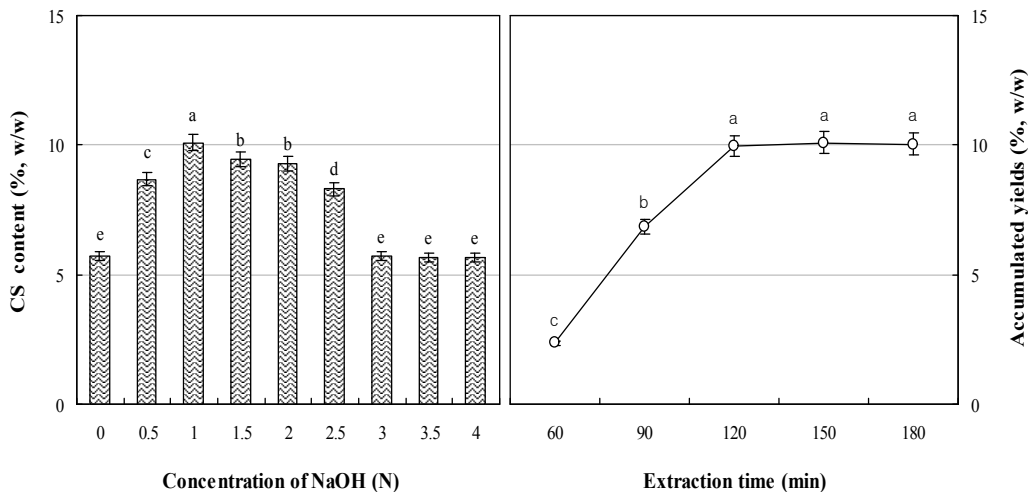 15
10
5
0
CS content (%, w/w)
e
c
a
b
b
d
e
e
e
0 0.5 1 1.5 2 2.5 3 3.5 4
Concentration of NaOH (N)
c
b
a
a
a
60 90 120 150 180
Extraction time (min)
15
10
5
0
Accumulated yields (%, w/w)